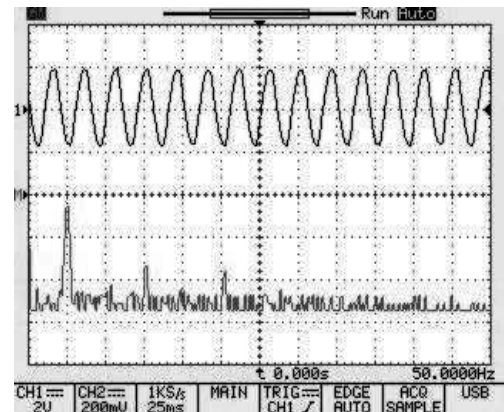 Run Auto
1
M
0.000s 50.0000Hz
CH1 CH2 1KS/s MAIN TRIG EDGE ACQ USB
2V 200mV 25ms CH1 AUTO SAMPLE